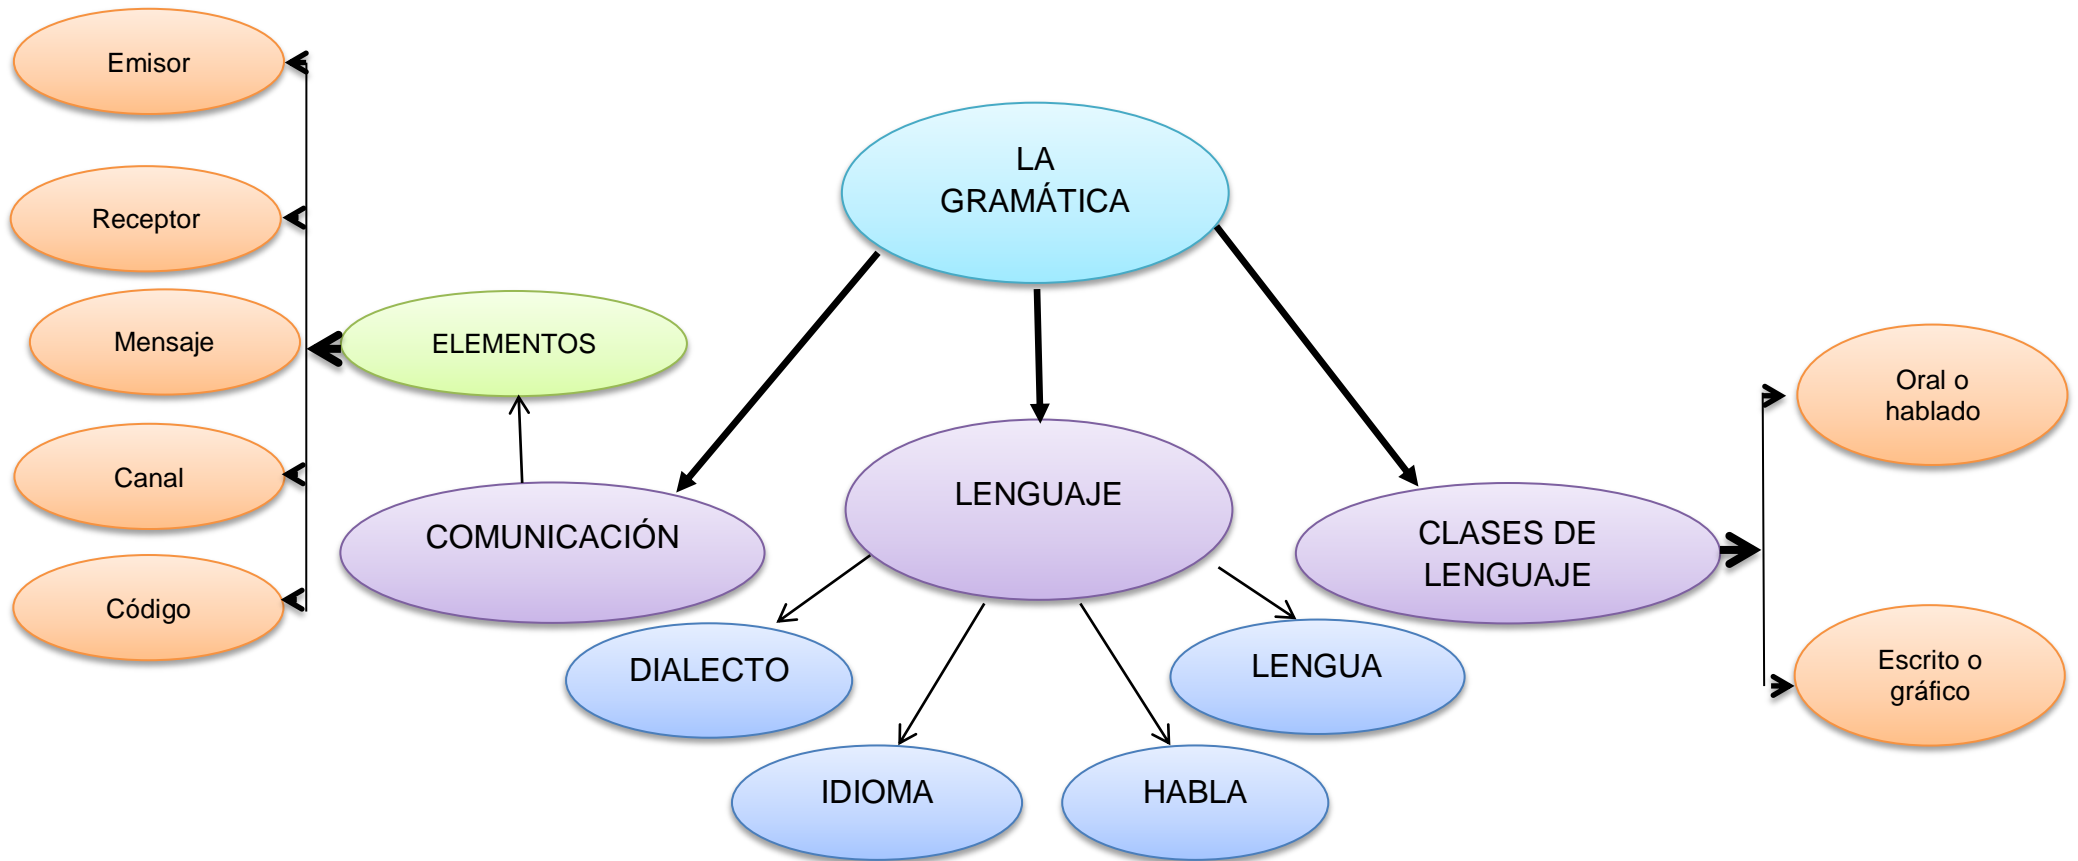 LA
GRAMÁTICA
COMUNICACIÓN
ELEMENTOS
Emisor
Receptor
Mensaje
Canal
Código
LENGUAJE
DIALECTO
IDIOMA
HABLA
LENGUA
CLASES DE
LENGUAJE
Oral o
hablado
Escrito o
gráfico